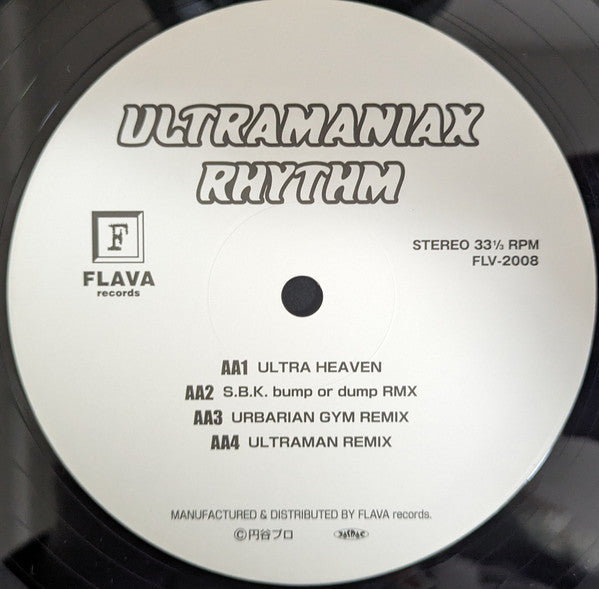 ULTRAMANIAX
RHYTHM
F
FLAVA
records
STEREO 33⅓ RPM
FLV-2008
AA1 ULTRA HEAVEN
AA2 S.B.K. bump or dump RMX
AA3 URBARIAN GYM REMIX
AA4 ULTRAMAN REMIX
MANUFACTURED & DISTRIBUTED BY FLAVA records.
©円谷プロ